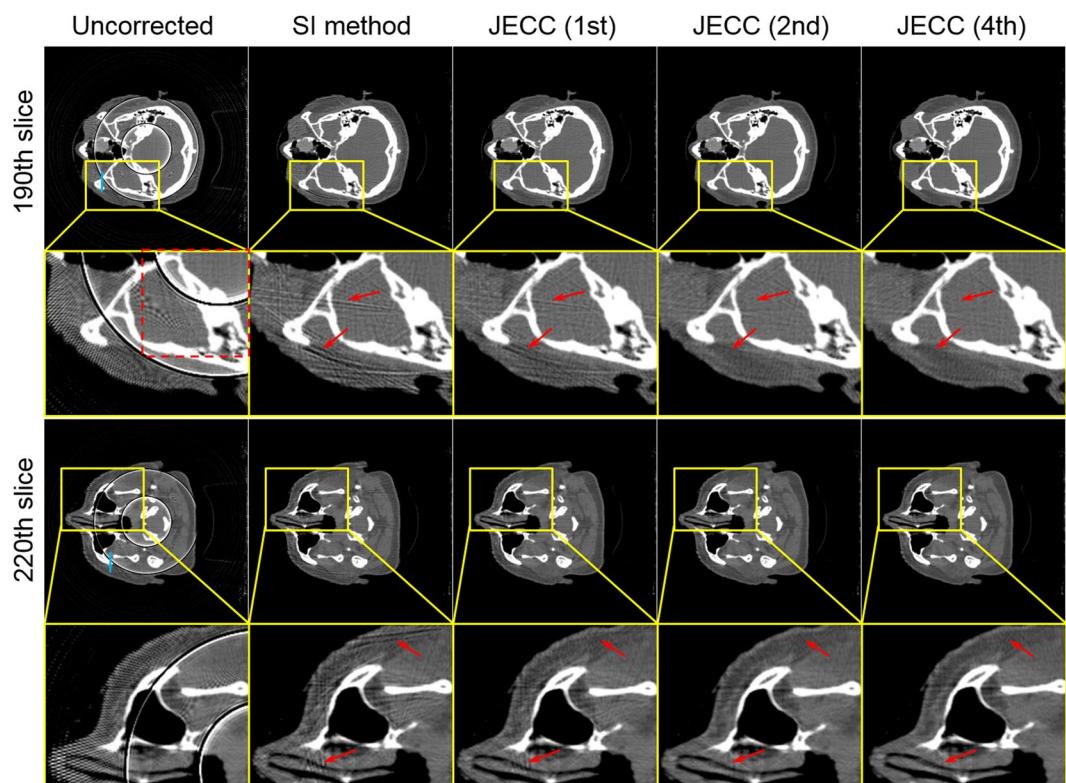 Uncorrected SI method JECC (1st) JECC (2nd) JECC (4th)
190th slice
220th slice